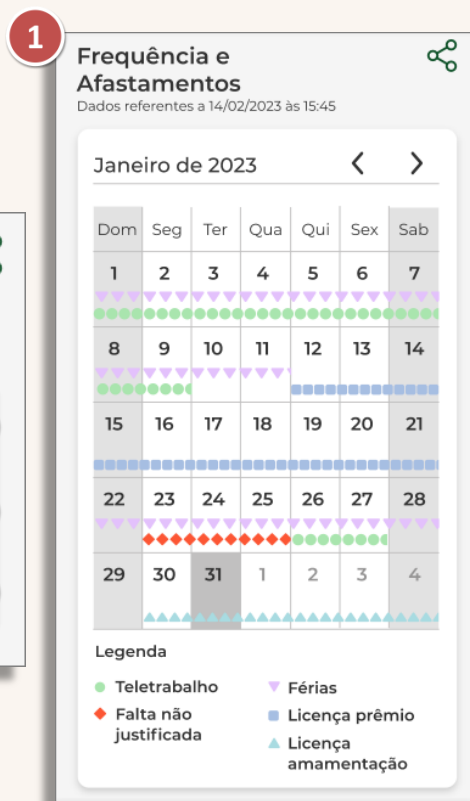 1
Frequência e
Afastamentos
Dados referentes a 14/02/2023 às 15:45
Janeiro de 2023
Dom Seg Ter Qua Qui Sex Sab
1 2 3 4 5 6 7
8 9 10 11 12 13 14
15 16 17 18 19 20 21
22 23 24 25 26 27 28
29 30 31 1 2 3 4
Legenda
Teletrabalho Férias
Falta não Licença prêmio
justificada Licença
amamentação